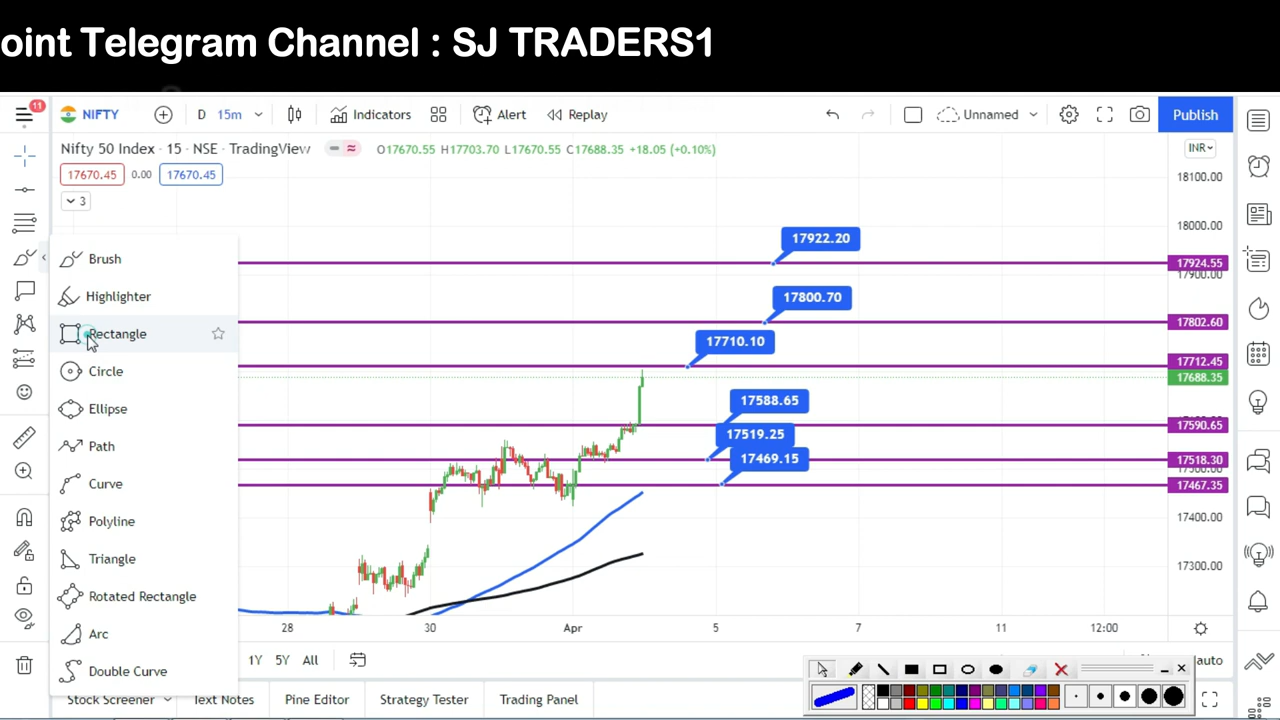 oint Telegram Channel : SJ TRADERS1
11
NIFTY
D
15m
Indicators
Alert
Replay
Unnamed
Publish
Nifty 50 Index · 15 · NSE · TradingView
O17670.55 H17703.70 L17670.55 C17688.35 +18.05 (+0.10%)
INR
17670.45
0.00
17670.45
3
18100.00
18000.00
17922.20
17924.55
17900.00
17800.70
17802.60
17710.10
17712.45
17688.35
17588.65
17590.65
17519.25
17518.30
17469.15
17467.35
17400.00
17300.00
Brush
Highlighter
Rectangle
Circle
Ellipse
Path
Curve
Polyline
Triangle
Rotated Rectangle
Arc
Double Curve
28
30
Apr
5
7
11
12:00
1Y
5Y
All
auto
Stock Screener
Text Notes
Pine Editor
Strategy Tester
Trading Panel